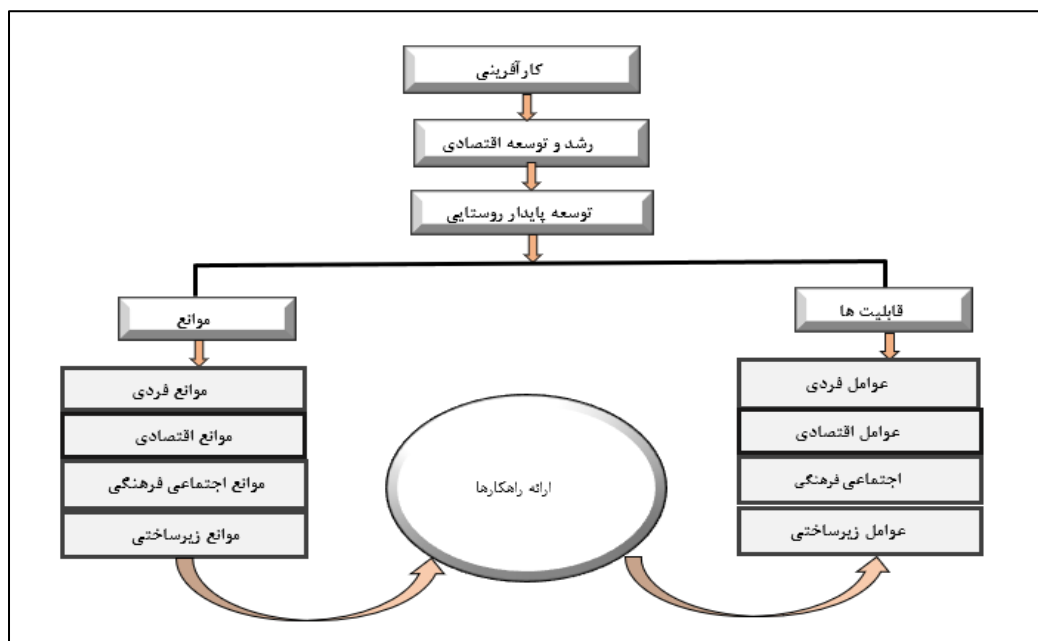 کارآفرینی
رشد و توسعه اقتصادی
توسعه پایدار روستایی
قابلیت ها
عوامل فردی
عوامل اقتصادی
اجتماعی فرهنگی
عوامل زیرساختی
موانع
موانع فردی
موانع اقتصادی
موانع اجتماعی فرهنگی
موانع زیرساختی
ارائه راهکارها